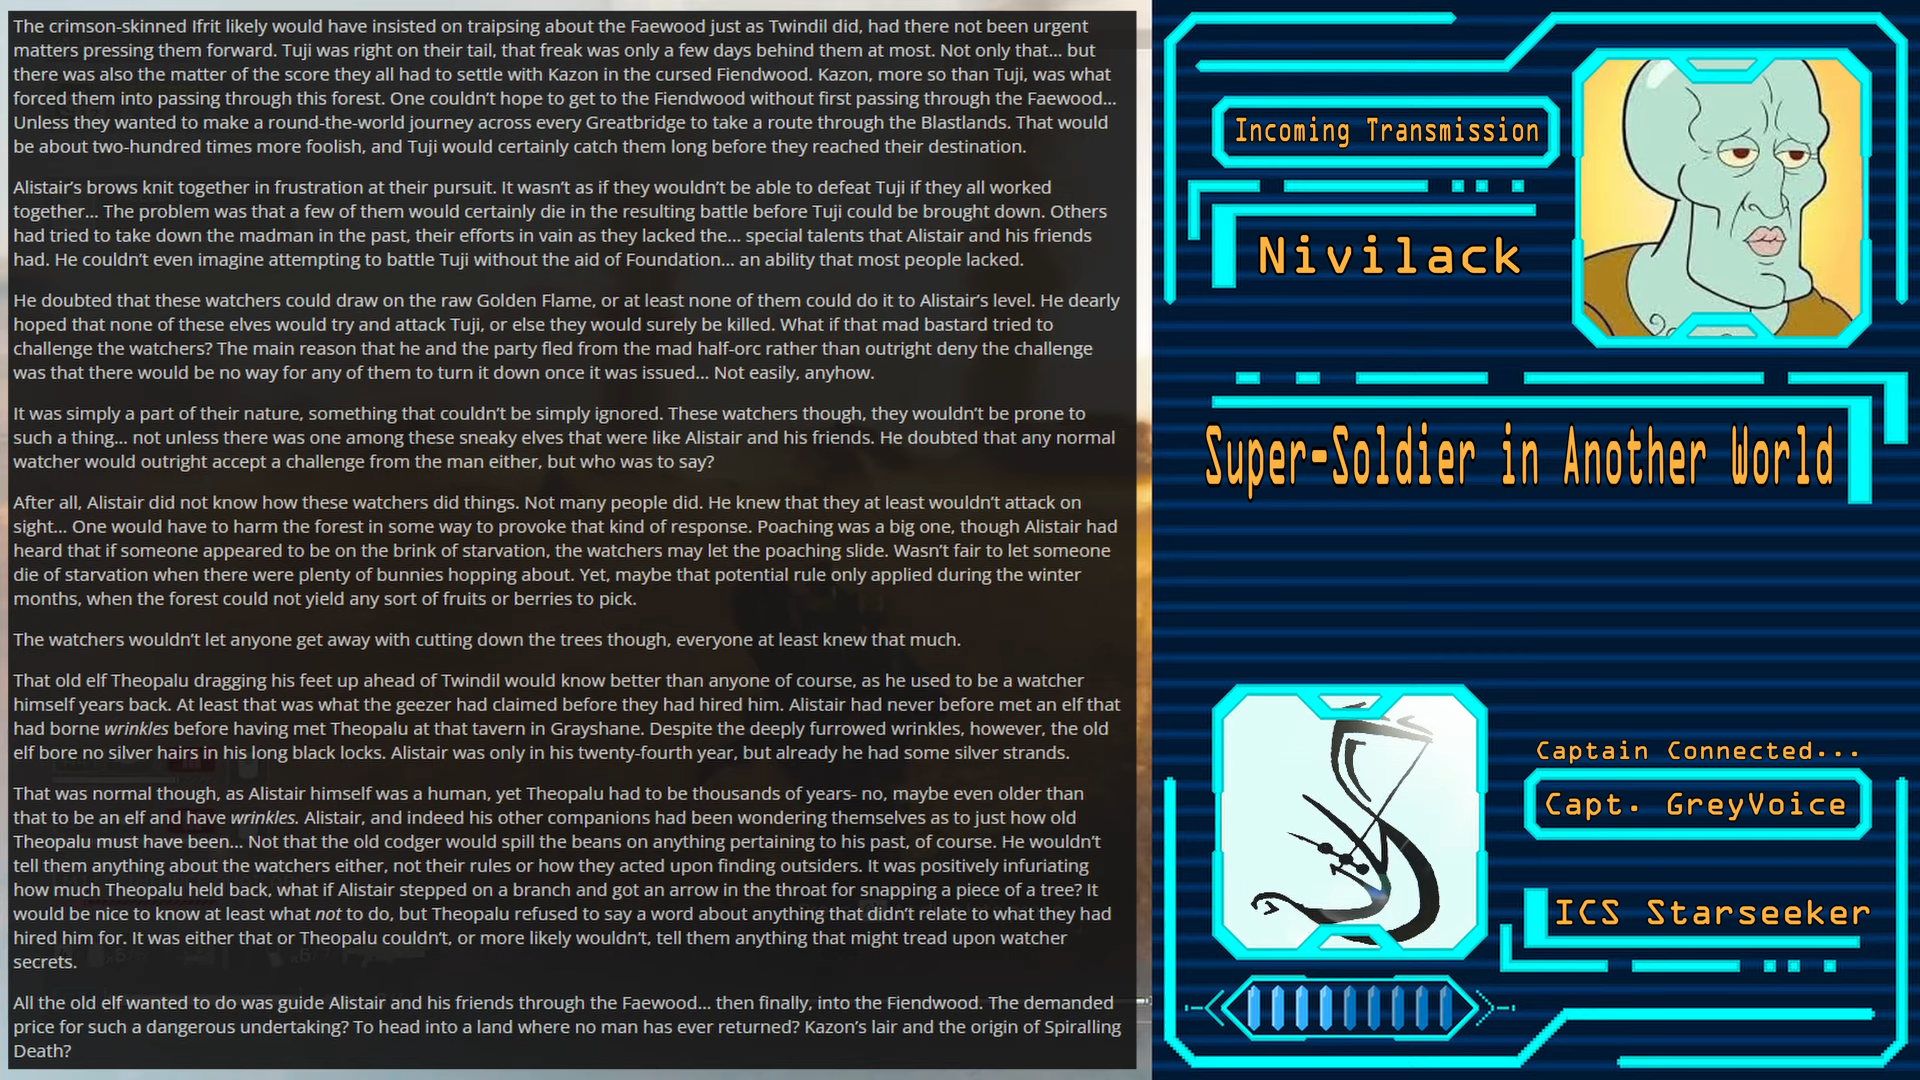 The crimson-skinned Ifrit likely would have insisted on traipsing about the Faewood just as Twindil did, had there not been urgent
matters pressing them forward. Tuji was right on their tail, that freak was only a few days behind them at most. Not only that... but
there was also the matter of the score they all had to settle with Kazon in the cursed Fiendwood. Kazon, more so than Tuji, was what
forced them into passing through this forest. One couldn’t hope to get to the Fiendwood without first passing through the Faewood...
Unless they wanted to make a round-the-world journey across every Greatbridge to take a route through the Blastlands. That would
be about two-hundred times more foolish, and Tuji would certainly catch them long before they reached their destination.
Alistair’s brows knit together in frustration at their pursuit. It wasn’t as if they wouldn’t be able to defeat Tuji if they all worked
together... The problem was that a few of them would certainly die in the resulting battle before Tuji could be brought down. Others
had tried to take down the madman in the past, their efforts in vain as they lacked the... special talents that Alistair and his friends
had. He couldn’t even imagine attempting to battle Tuji without the aid of Foundation... an ability that most people lacked.
He doubted that these watchers could draw on the raw Golden Flame, or at least none of them could do it to Alistair’s level. He dearly
hoped that none of these elves would try and attack Tuji, or else they would surely be killed. What if that mad bastard tried to
challenge the watchers? The main reason that he and the party fled from the mad half-orc rather than outright deny the challenge
was that there would be no way for any of them to turn it down once it was issued... Not easily, anyhow.
It was simply a part of their nature, something that couldn’t be simply ignored. These watchers though, they wouldn’t be prone to
such a thing... not unless there was one among these sneaky elves that were like Alistair and his friends. He doubted that any normal
watcher would outright accept a challenge from the man either, but who was to say?
After all, Alistair did not know how these watchers did things. Not many people did. He knew that they at least wouldn’t attack on
sight... One would have to harm the forest in some way to provoke that kind of response. Poaching was a big one, though Alistair had
heard that if someone appeared to be on the brink of starvation, the watchers may let the poaching slide. Wasn’t fair to let someone
die of starvation when there were plenty of bunnies hopping about. Yet, maybe that potential rule only applied during the winter
months, when the forest could not yield any sort of fruits or berries to pick.
The watchers wouldn’t let anyone get away with cutting down the trees though, everyone at least knew that much.
That old elf Theopalu dragging his feet up ahead of Twindil would know better than anyone of course, as he used to be a watcher
himself years back. At least that was what the geezer had claimed before they had hired him. Alistair had never before met an elf that
had borne wrinkles before having met Theopalu at that tavern in Grayshane. Despite the deeply furrowed wrinkles, however, the old
elf bore no silver hairs in his long black locks. Alistair was only in his twenty-fourth year, but already he had some silver strands.
That was normal though, as Alistair himself was a human, yet Theopalu had to be thousands of years- no, maybe even older than
that to be an elf and have wrinkles. Alistair, and indeed his other companions had been wondering themselves as to just how old
Theopalu must have been... Not that the old codger would spill the beans on anything pertaining to his past, of course. He wouldn’t
tell them anything about the watchers either, not their rules or how they acted upon finding outsiders. It was positively infuriating
how much Theopalu held back, what if Alistair stepped on a branch and got an arrow in the throat for snapping a piece of a tree? It
would be nice to know at least what not to do, but Theopalu refused to say a word about anything that didn’t relate to what they had
hired him for. It was either that or Theopalu couldn’t, or more likely wouldn’t, tell them anything that might tread upon watcher
secrets.
All the old elf wanted to do was guide Alistair and his friends through the Faewood... then finally, into the Fiendwood. The demanded
price for such a dangerous undertaking? To head into a land where no man has ever returned? Kazon’s lair and the origin of Spiralling
Death?
Incoming Transmission
Nivilack
Super-Soldier in Another World
Captain Connected...
Capt. GreyVoice
ICS Starseeker